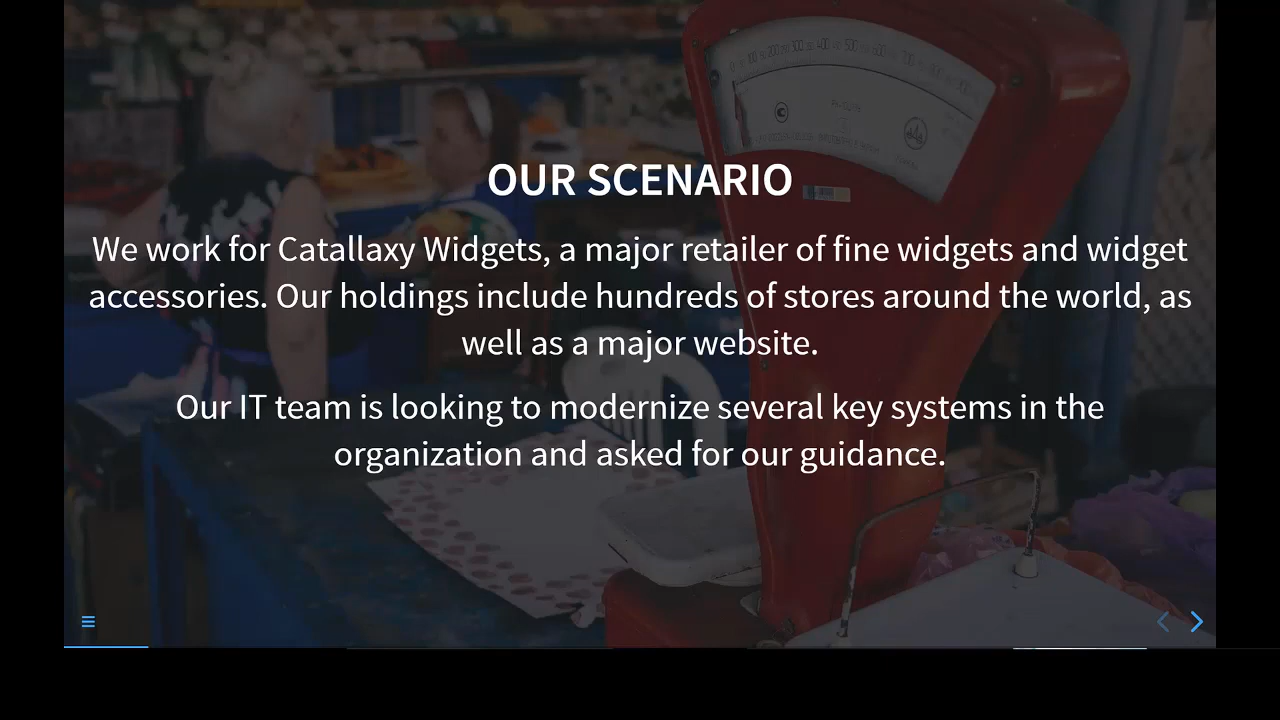 OUR SCENARIO
We work for Catallaxy Widgets, a major retailer of fine widgets and widget
accessories. Our holdings include hundreds of stores around the world, as
well as a major website.
Our IT team is looking to modernize several key systems in the
organization and asked for our guidance.